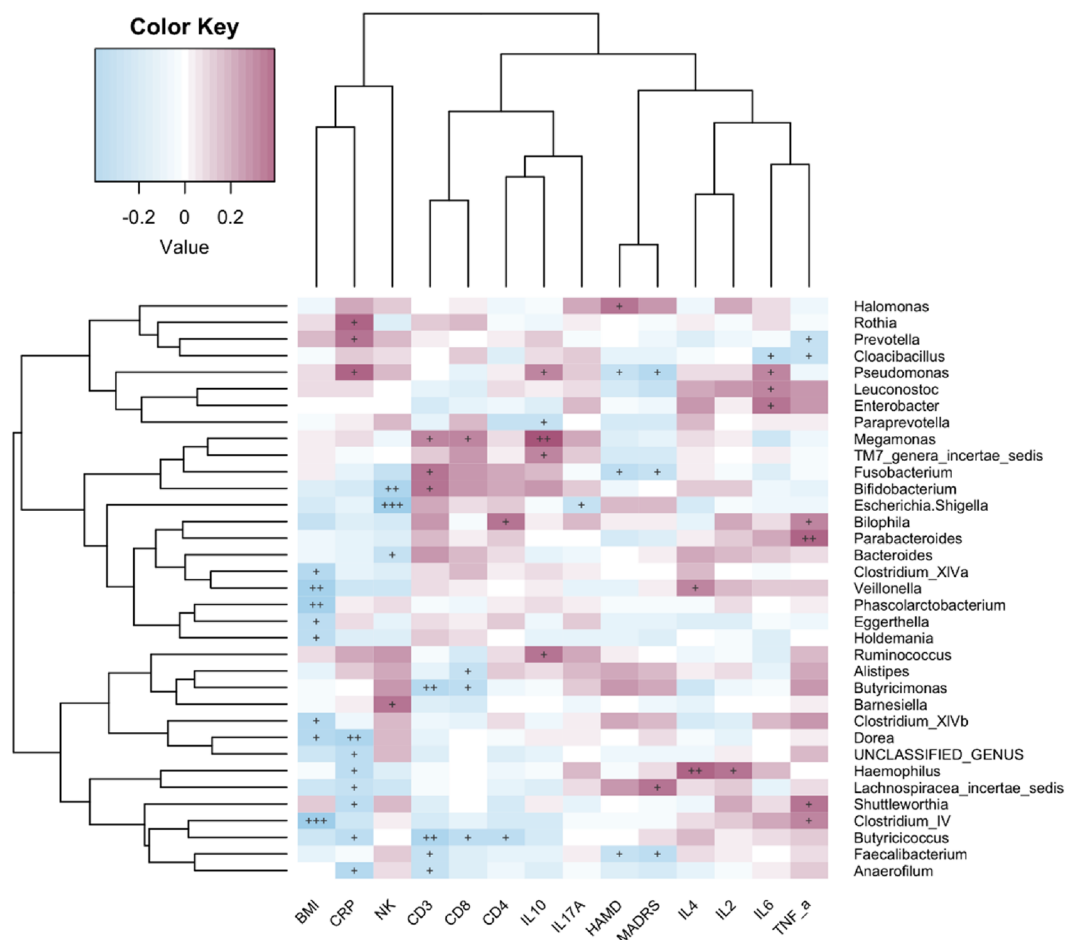 Color Key
-0.2 0 0.2
Value
Halomonas +
+ Rothia
+ + Prevotella
+ + Cloacibacillus
+ + + + + Pseudomonas
+ Leuconostoc
+ Enterobacter
+ Paraprevotella
+ + ++ Megamonas
+ TM7_genera_incertae_sedis
+ + + Fusobacterium
++ + Bifidobacterium
+++ + Escherichia.Shigella
+ + Bilophila
++ Parabacteroides
+ Bacteroides
+ Clostridium_XIVa
++ + Veillonella
++ Phascolarctobacterium
+ Eggerthella
+ Holdemania
+ Ruminococcus
+ Alistipes
++ + Butyricimonas
+ Barnesiella
+ Clostridium_XIVb
+ ++ Dorea
+ UNCLASSIFIED_GENUS
+ ++ + Haemophilus
+ + Lachnospiracea_incertae_sedis
+ + Shuttleworthia
+++ + Clostridium_IV
+ ++ + + Butyricicoccus
+ + + Faecalibacterium
+ + Anaerofilum
BMI CRP NK CD3 CD8 CD4 IL10 IL17A HAMD MADRS IL4 IL2 IL6 TNF_a